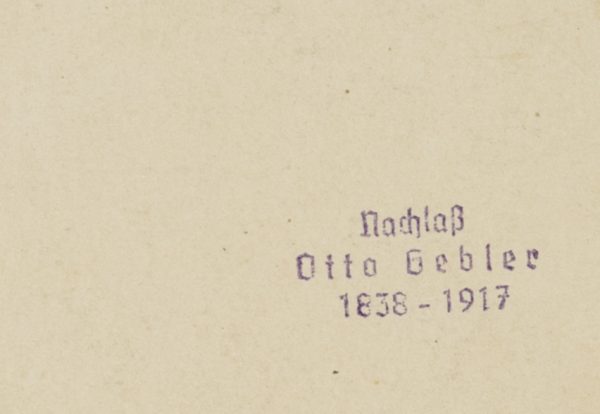 Nachlaß
Otto Gebler
1838 - 1917